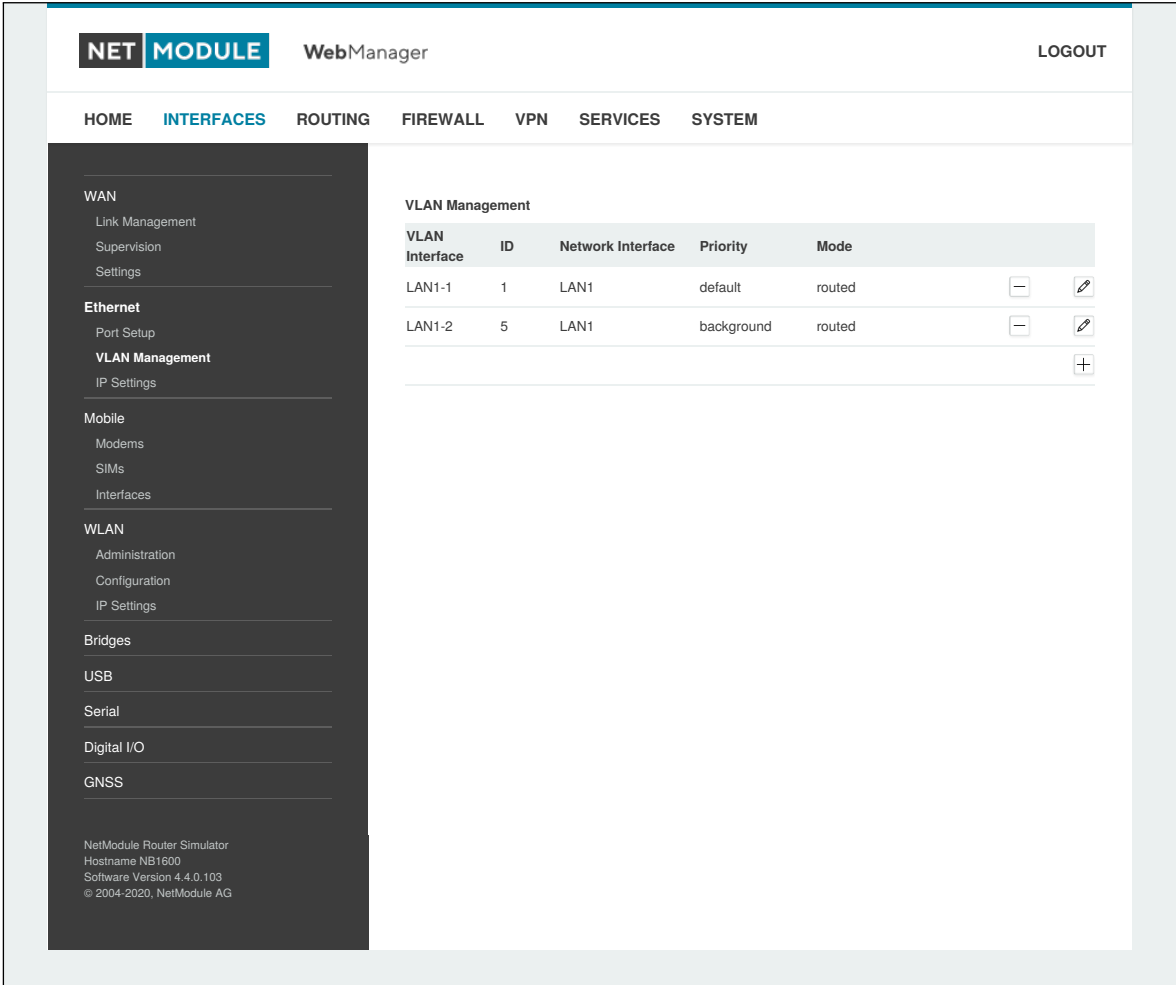 NET MODULE WebManager LOGOUT
HOME INTERFACES ROUTING FIREWALL VPN SERVICES SYSTEM
WAN
Link Management
Supervision
Settings
Ethernet
Port Setup
VLAN Management
IP Settings
Mobile
Modems
SIMs
Interfaces
WLAN
Administration
Configuration
IP Settings
Bridges
USB
Serial
Digital I/O
GNSS
NetModule Router Simulator
Hostname NB1600
Software Version 4.4.0.103
© 2004-2020, NetModule AG
VLAN Management
VLAN Interface ID Network Interface Priority Mode
LAN1-1 1 LAN1 default routed
LAN1-2 5 LAN1 background routed